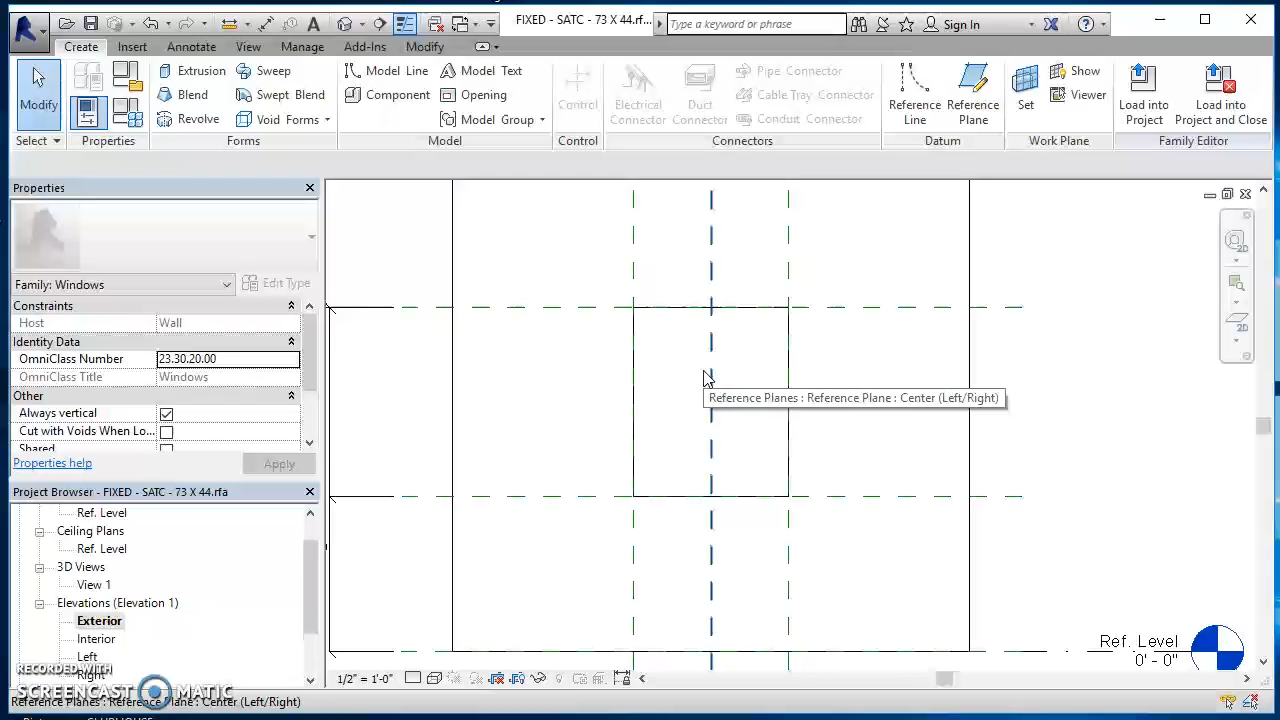 FIXED - SATC - 73 X 44.rf...
Type a keyword or phrase
Sign In
Create
Insert
Annotate
View
Manage
Add-Ins
Modify
Modify
Select
Properties
Extrusion
Blend
Revolve
Sweep
Swept Blend
Void Forms
Forms
Model Line
Component
Model Text
Opening
Model Group
Model
Control
Control
Electrical
Connector
Duct
Connector
Pipe Connector
Cable Tray Connector
Conduit Connector
Connectors
Reference
Line
Reference
Plane
Datum
Set
Show
Viewer
Work Plane
Load into
Project
Load into
Project and Close
Family Editor
Properties
Family: Windows
Edit Type
Constraints
Host Wall
Identity Data
OmniClass Number 23.30.20.00
OmniClass Title Windows
Other
Always vertical
Cut with Voids When Lo...
Shared
Properties help
Apply
Project Browser - FIXED - SATC - 73 X 44.rfa
Ref. Level
Ceiling Plans
Ref. Level
3D Views
View 1
Elevations (Elevation 1)
Exterior
Interior
Left
Right
Reference Planes : Reference Plane : Center (Left/Right)
Ref. Level
0' - 0"
1/2" = 1'-0"
RECORDED WITH
SCREENCAST MATIC
Reference Planes : Reference Plane : Center (Left/Right)